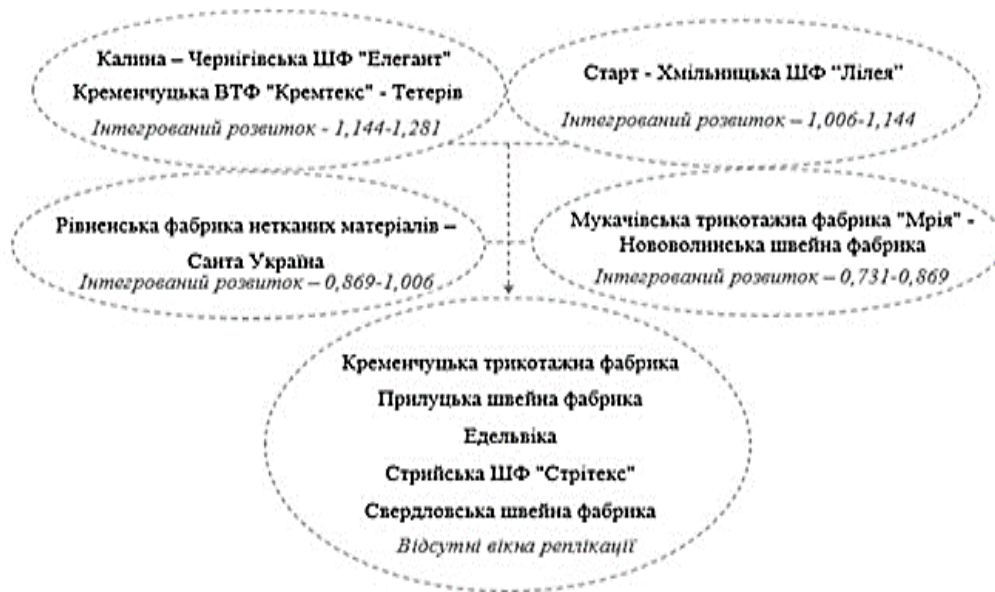 Калина – Чернігівська ШФ "Елегант"
Кременчуцька ВТФ "Кремтекс" - Тетерів
Інтегрований розвиток - 1,144-1,281
Старт - Хмільницька ШФ “Лілея”
Інтегрований розвиток – 1,006-1,144
Рівненська фабрика нетканих матеріалів –
Санта Україна
Інтегрований розвиток – 0,869-1,006
Мукачівська трикотажна фабрика "Мрія" -
Нововолинська швейна фабрика
Інтегрований розвиток – 0,731-0,869
Кременчуцька трикотажна фабрика
Прилуцька швейна фабрика
Едельвіка
Стрийська ШФ "Стрітекс"
Свердловська швейна фабрика
Відсутні вікна реплікації